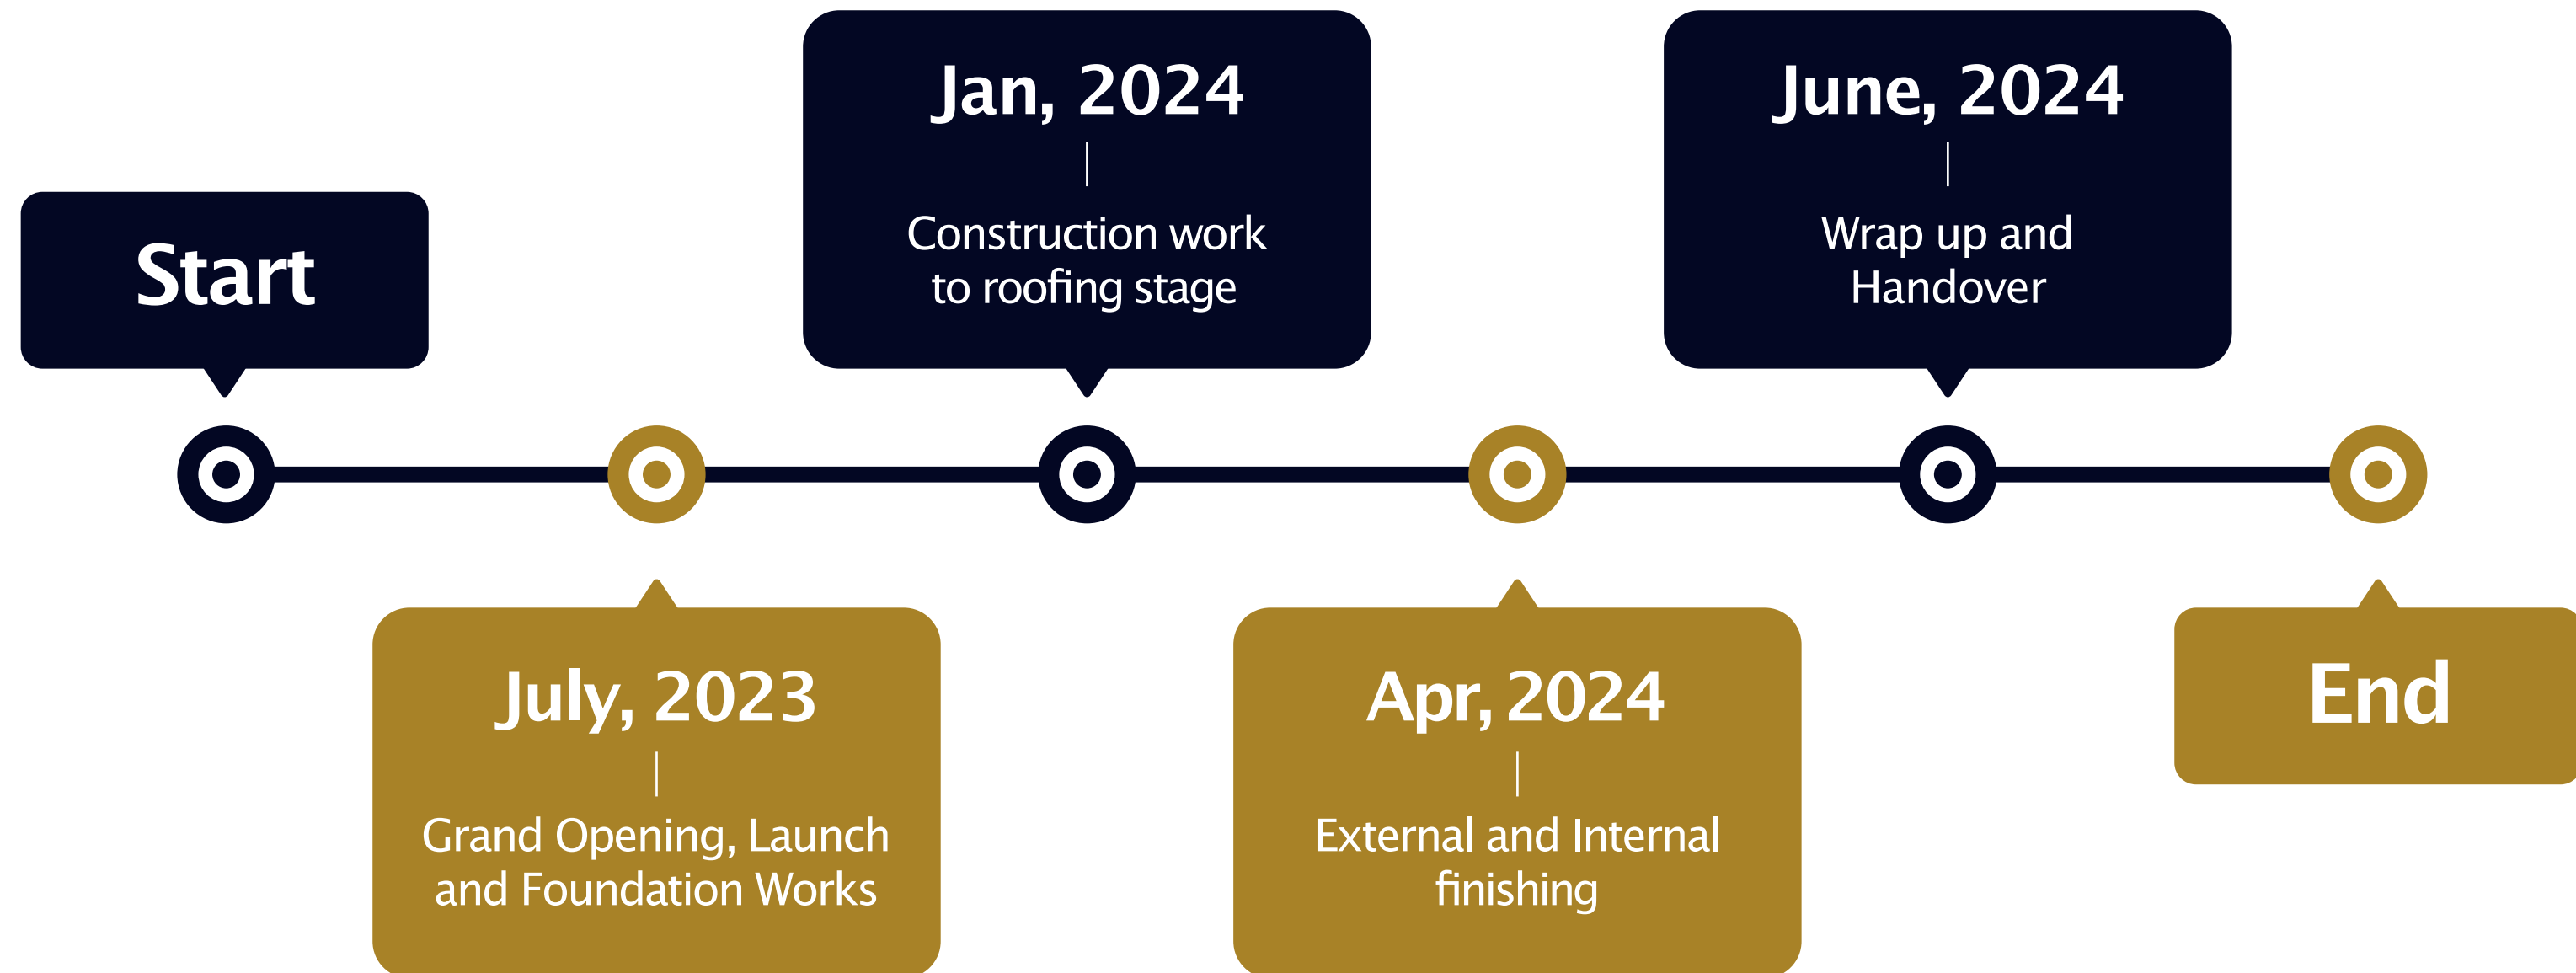 Start
July, 2023
Grand Opening, Launch
and Foundation Works
Jan, 2024
Construction work
to roofing stage
Apr, 2024
External and Internal
finishing
June, 2024
Wrap up and
Handover
End